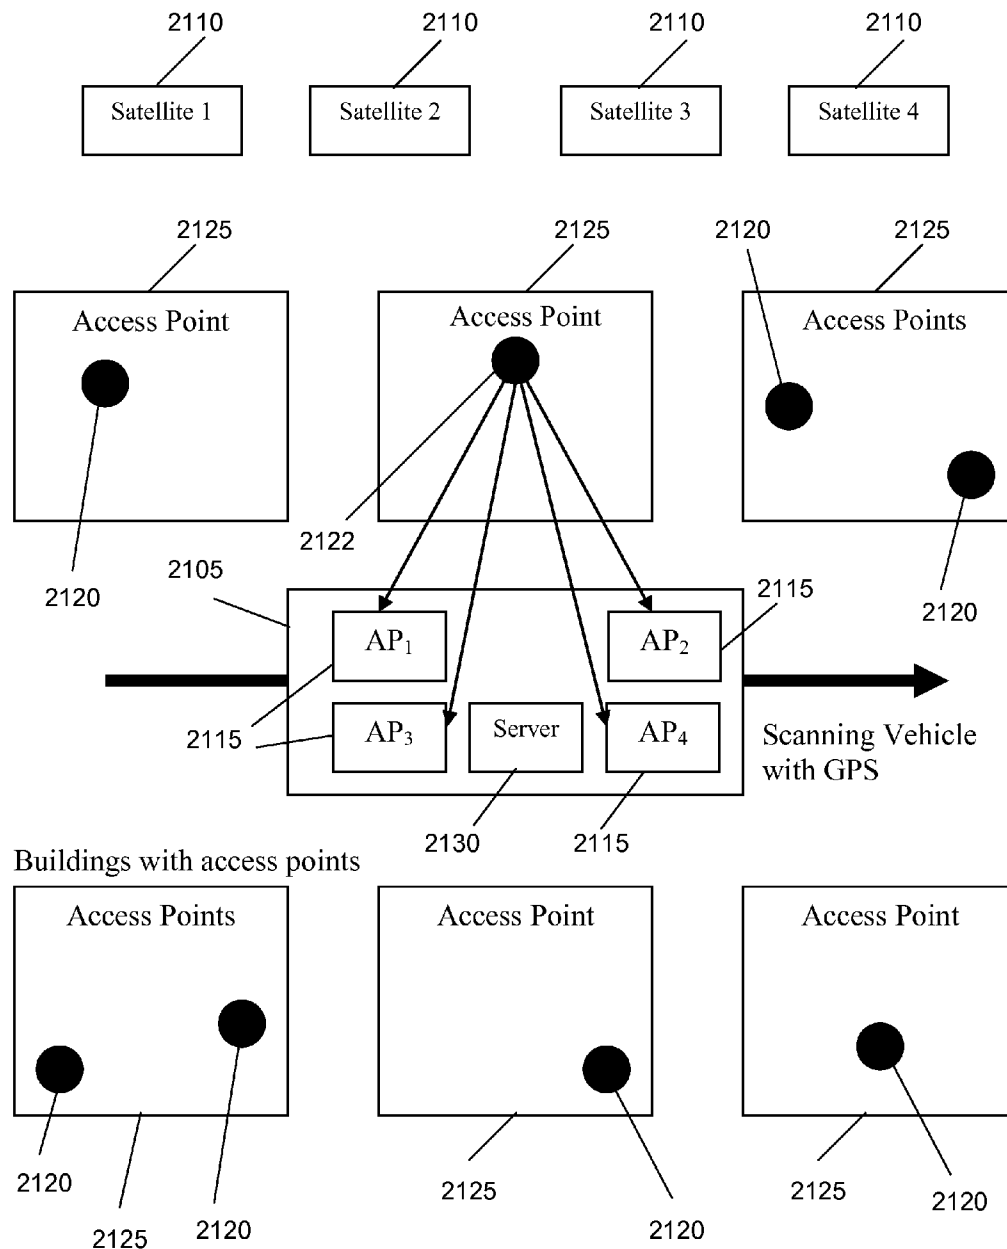 2110 2110 2110 2110
Satellite 1 Satellite 2 Satellite 3 Satellite 4
2125 2125 2120 2125
Access Point Access Point Access Points
2122
2120 2105 2115 2120
AP₁ AP₂
2115 AP₃ Server AP₄ Scanning Vehicle
with GPS
2130 2115
Buildings with access points
Access Points Access Point Access Point
2120 2125 2120 2125 2120 2125 2120